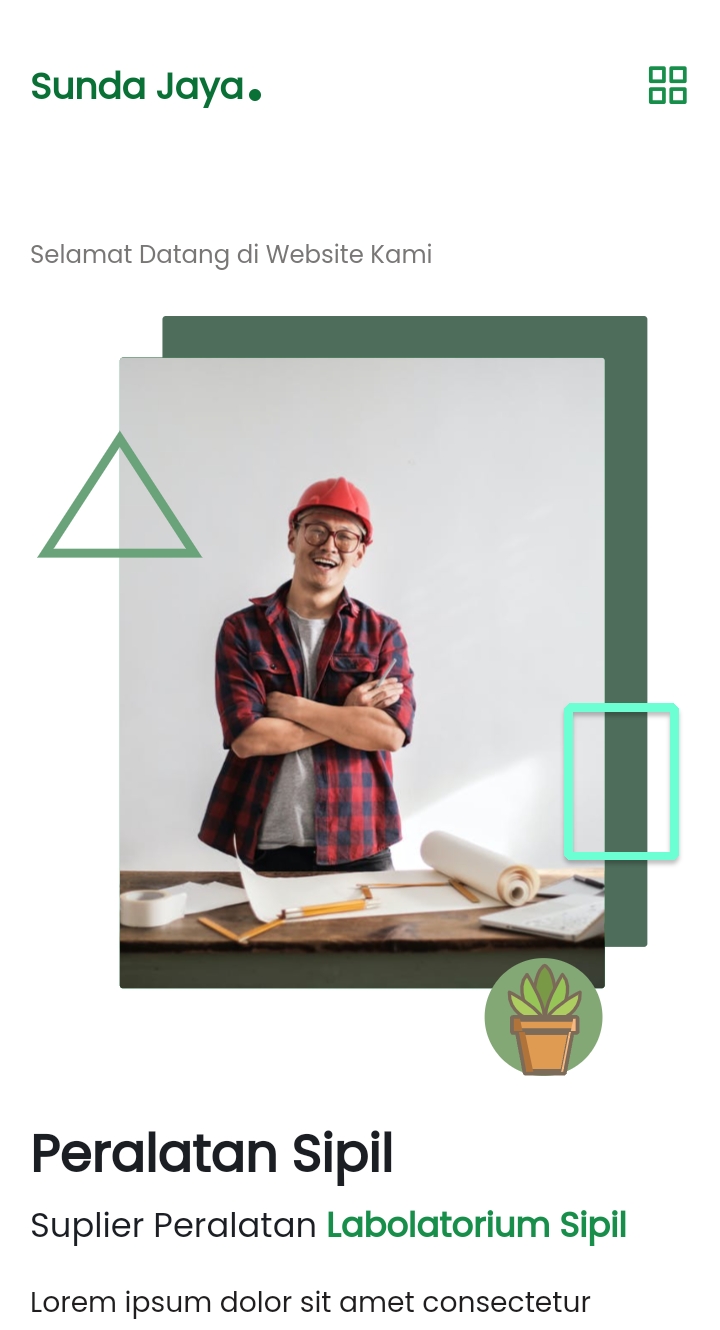 Sunda Jaya.
Selamat Datang di Website Kami
Peralatan Sipil
Suplier Peralatan Labolatorium Sipil
Lorem ipsum dolor sit amet consectetur